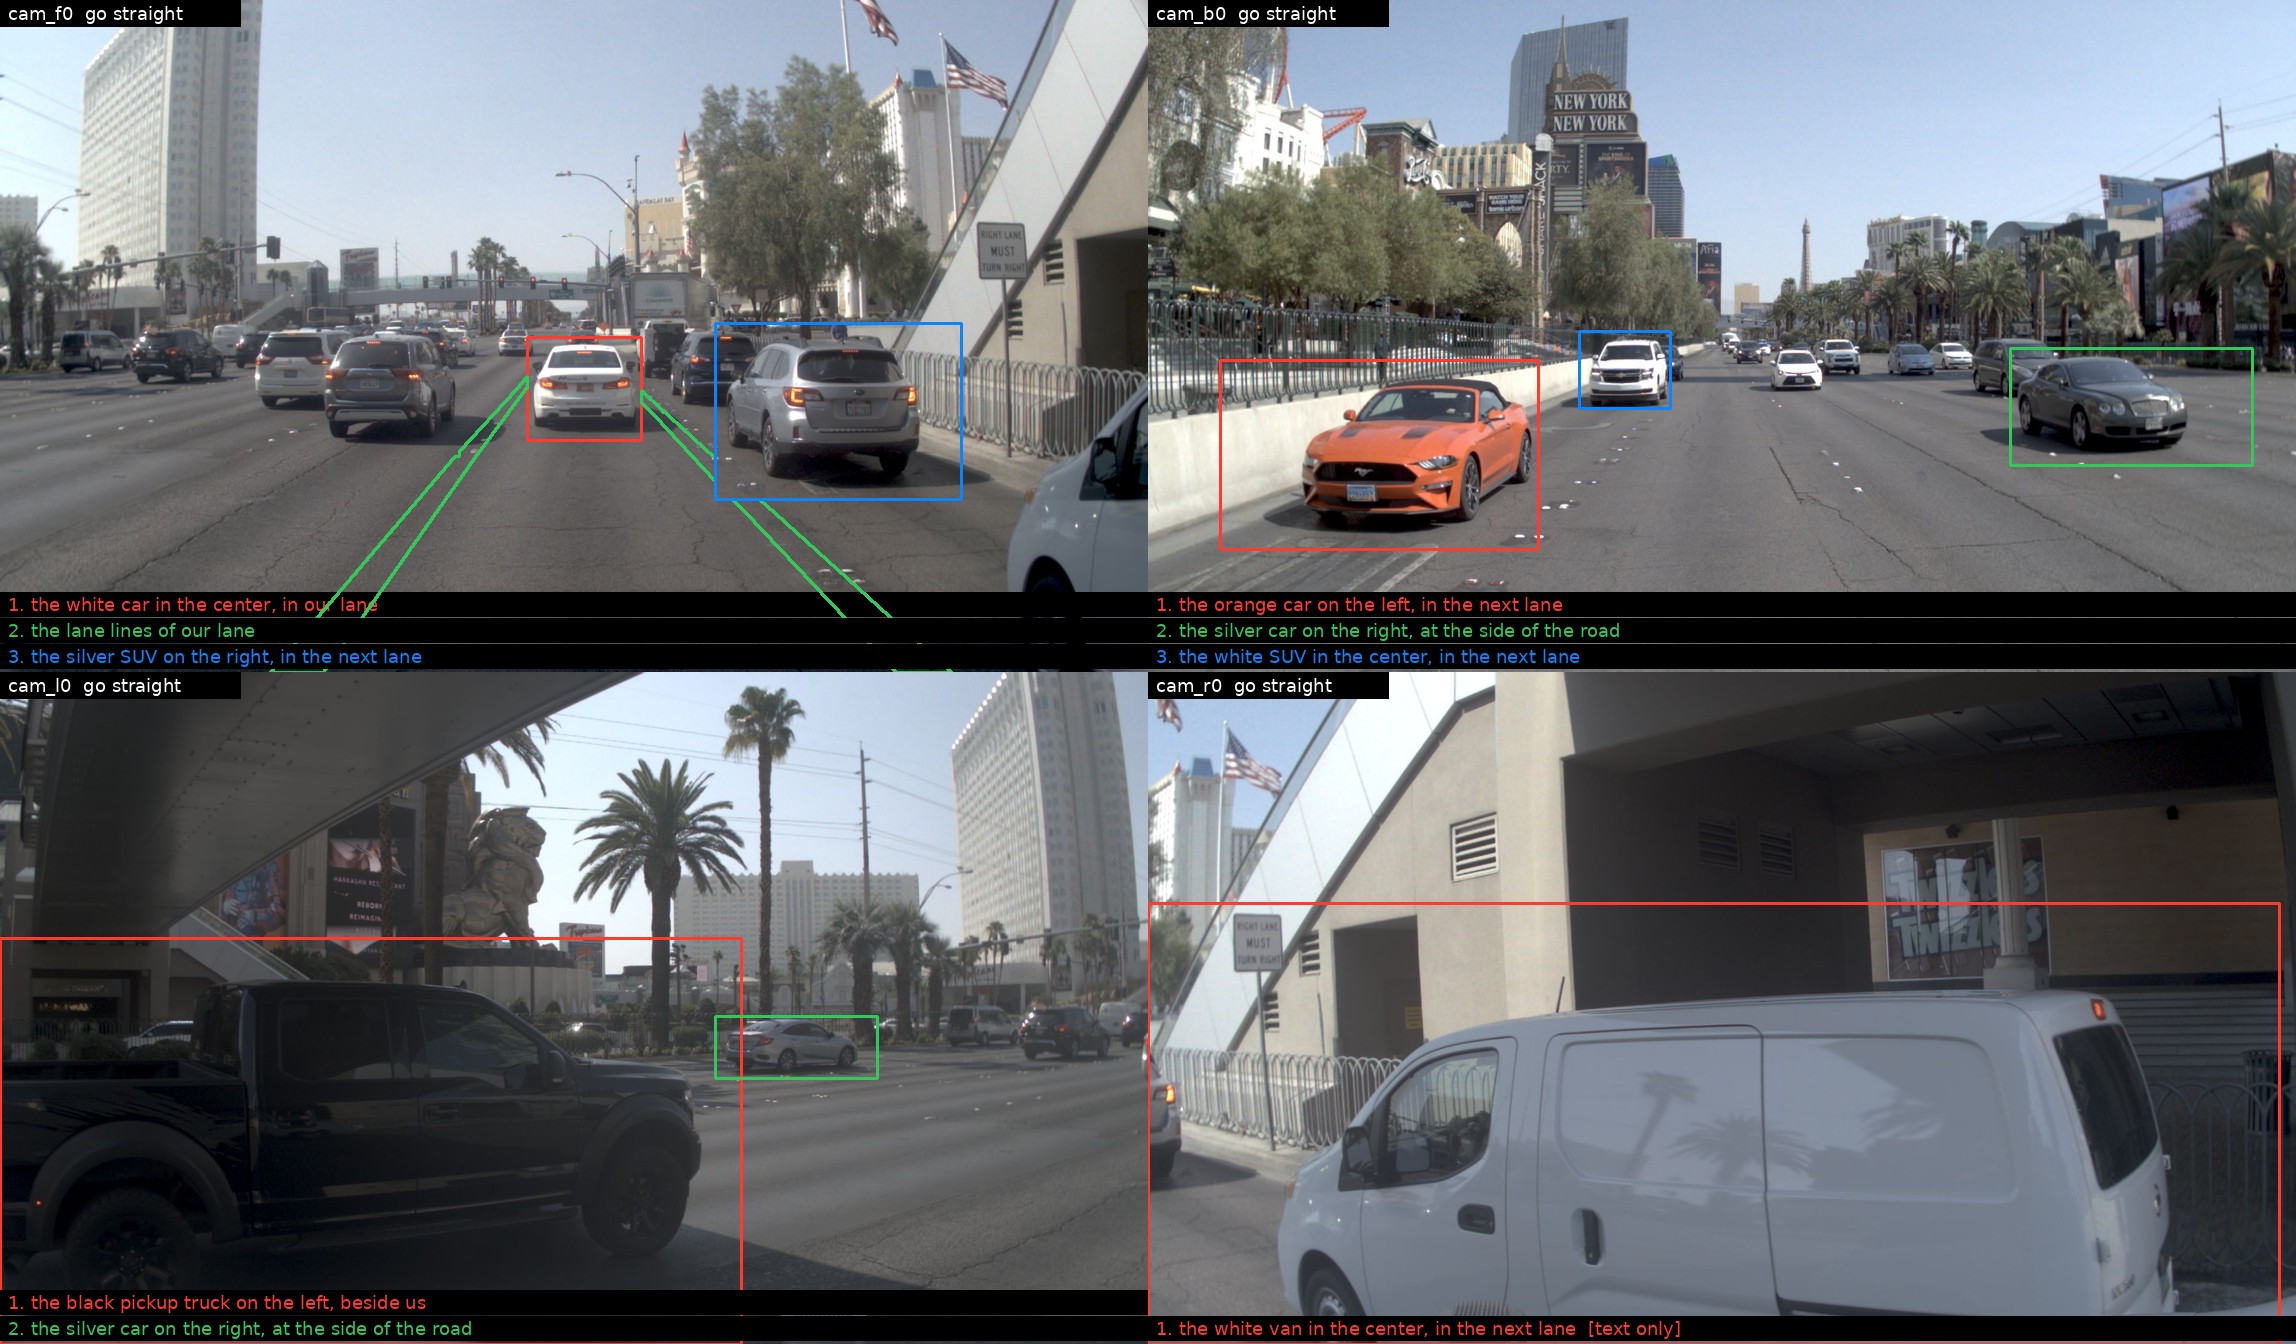 cam_f0 go straight
RIGHT LANE
MUST
TURN RIGHT
1. the white car in the center, in our lane
2. the lane lines of our lane
3. the silver SUV on the right, in the next lane
cam_b0 go straight
NEW YORK
NEW YORK
1. the orange car on the left, in the next lane
2. the silver car on the right, at the side of the road
3. the white SUV in the center, in the next lane
cam_l0 go straight
REBORN
REIMAGIN
Tropicana
1. the black pickup truck on the left, beside us
2. the silver car on the right, at the side of the road
cam_r0 go straight
RIGHT LANE
MUST
TURN RIGHT
TWIZZLERS
TWIZZLERS
1. the white van in the center, in the next lane [text only]